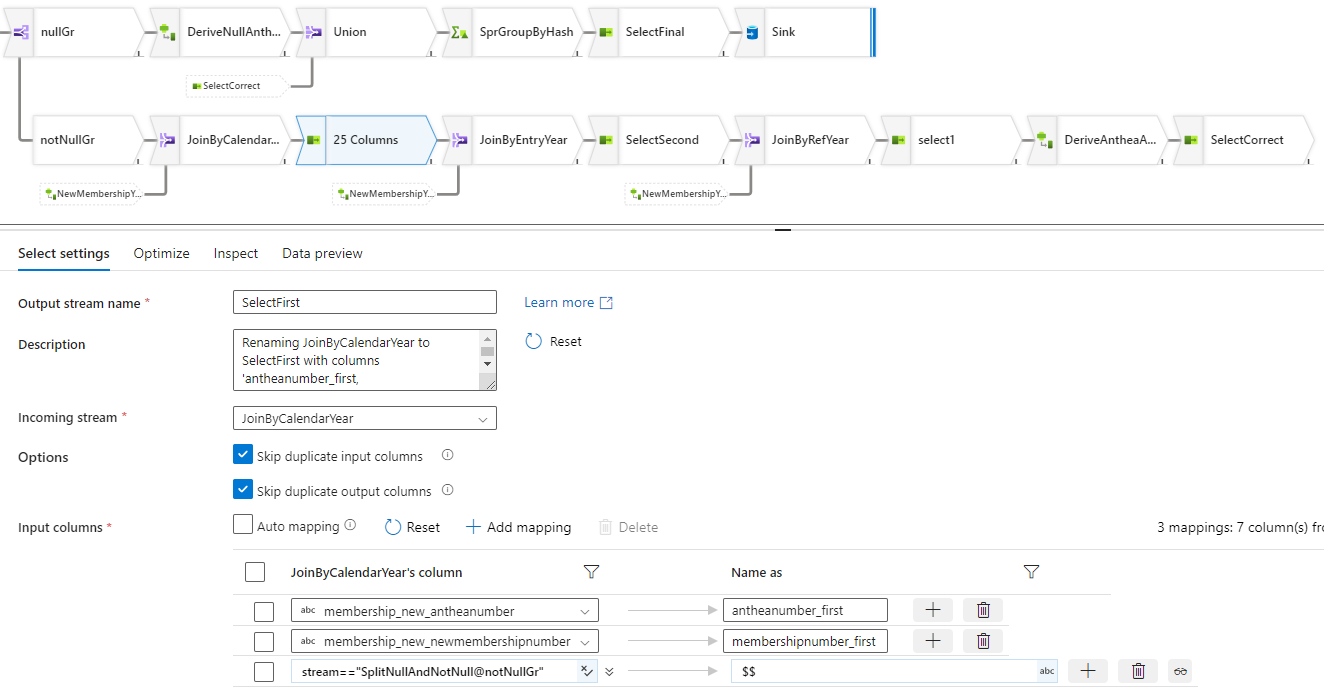 nullGr
DeriveNullAnth...
Union
SprGroupByHash
SelectFinal
Sink
SelectCorrect
notNullGr
JoinByCalendar...
25 Columns
JoinByEntryYear
SelectSecond
JoinByRefYear
select1
DeriveAntheaA...
SelectCorrect
NewMembershipY...
NewMembershipY...
NewMembershipY...
Select settings
Optimize
Inspect
Data preview
Output stream name *
SelectFirst
Learn more
Description
Renaming JoinByCalendarYear to
SelectFirst with columns
'antheanumber_first,
Reset
Incoming stream *
JoinByCalendarYear
Options
Skip duplicate input columns
Skip duplicate output columns
Input columns *
Auto mapping
Reset
Add mapping
Delete
3 mappings: 7 column(s) fro
JoinByCalendarYear's column
Name as
abc membership_new_antheanumber
antheanumber_first
abc membership_new_newmembershipnumber
membershipnumber_first
stream=="SplitNullAndNotNull@notNullGr"
$$
abc